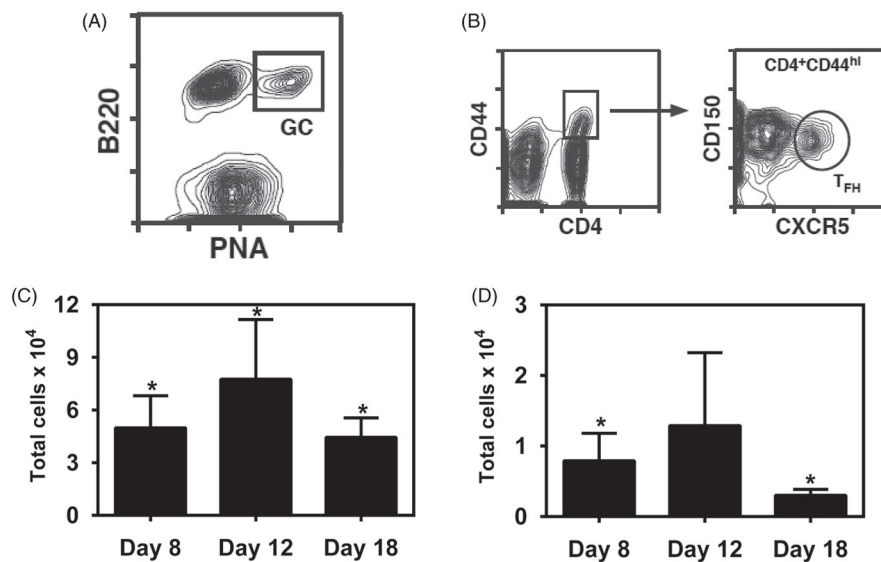 (A)
B220
GC
PNA
(B)
CD44
CD4
CD4+CD44hi
CD150
TFH
CXCR5
(C)
Total cells x 10⁴
12
9
6
3
0
*
*
*
Day 8
Day 12
Day 18
(D)
Total cells x 10⁴
3
2
1
0
*
*
Day 8
Day 12
Day 18